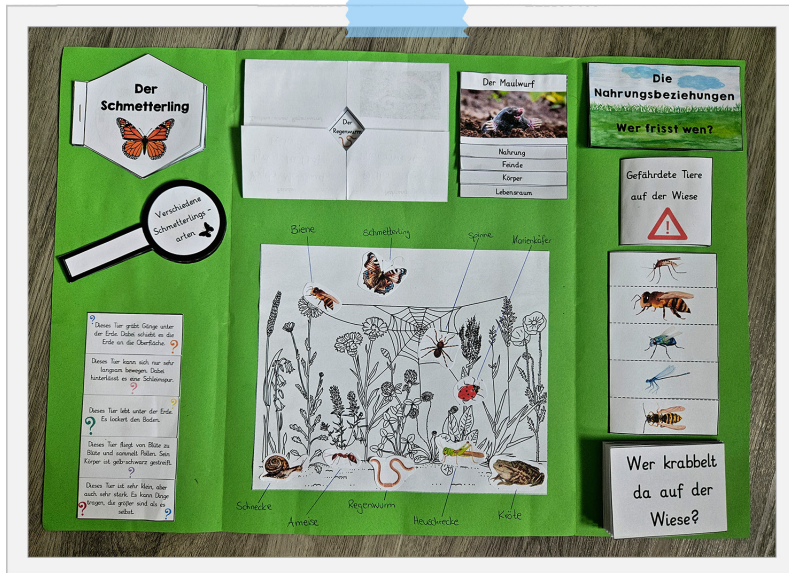 Der
Schmetterling
Verschiedene
Schmetterlings-
arten
?
Dieses Tier gräbt Gänge unter
der Erde. Dabei schiebt es die
Erde an die Oberfläche.
?
Dieses Tier kann sich nur sehr
langsam bewegen. Dabei
hinterlässt es eine Schleimspur.
?
?
Dieses Tier lebt unter der Erde.
Es lockert den Boden.
?
Dieses Tier fliegt von Blüte zu
Blüte und sammelt Pollen. Sein
Körper ist gelb-schwarz gestreift.
?
Dieses Tier ist sehr klein, aber
auch sehr stark. Es kann Dinge
tragen, die größer sind als es
selbst.
?
?
Der
Regenwurm
Der Maulwurf
Nahrung
Feinde
Körper
Lebensraum
Biene
Schmetterling
Spinne
Marienkäfer
Schnecke
Ameise
Regenwurm
Heuschrecke
Kröte
Die
Nahrungsbeziehungen
Wer frisst wen?
Gefährdete Tiere
auf der Wiese
!
Wer krabbelt
da auf der
Wiese?